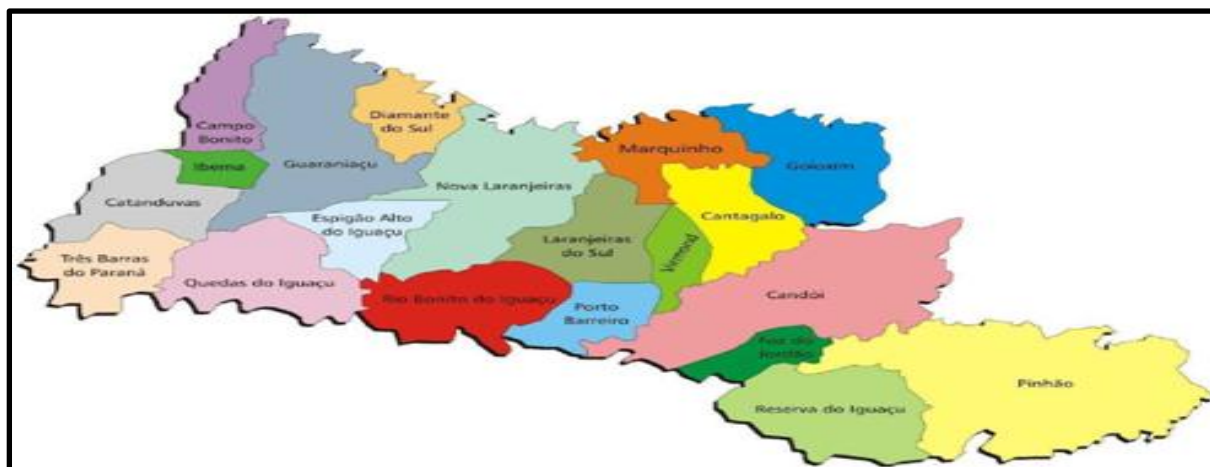 Campo
Bonito
Ibema
Guaraniaçu
Diamante
do Sul
Catanduvas
Três Barras
do Paraná
Quedas do Iguaçu
Espigão Alto
do Iguaçu
Nova Laranjeiras
Rio Bonito do Iguaçu
Laranjeiras
do Sul
Porto
Barreiro
Marquinho
Virmond
Cantagalo
Goioxim
Candói
Foz do
Jordão
Reserva do Iguaçu
Pinhão